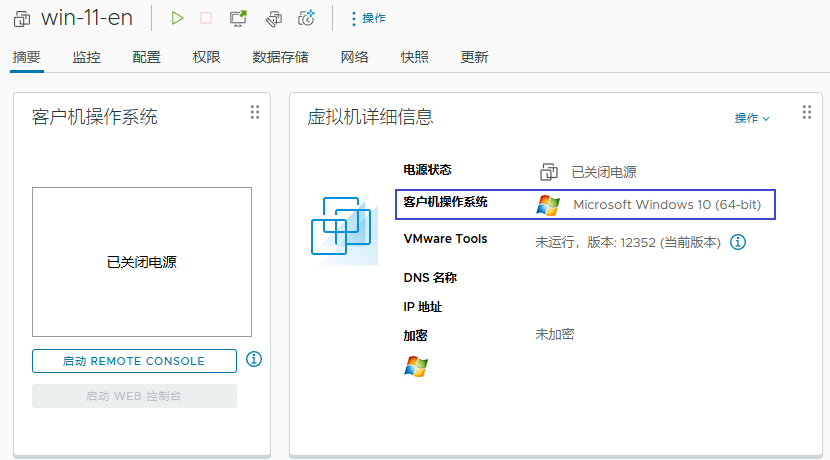 win-11-en
操作
摘要 监控 配置 权限 数据存储 网络 快照 更新
客户机操作系统
已关闭电源
启动 REMOTE CONSOLE
启动 WEB 控制台
虚拟机详细信息
操作
电源状态 已关闭电源
客户机操作系统 Microsoft Windows 10 (64-bit)
VMware Tools 未运行，版本: 12352 (当前版本)
DNS 名称
IP 地址
加密 未加密